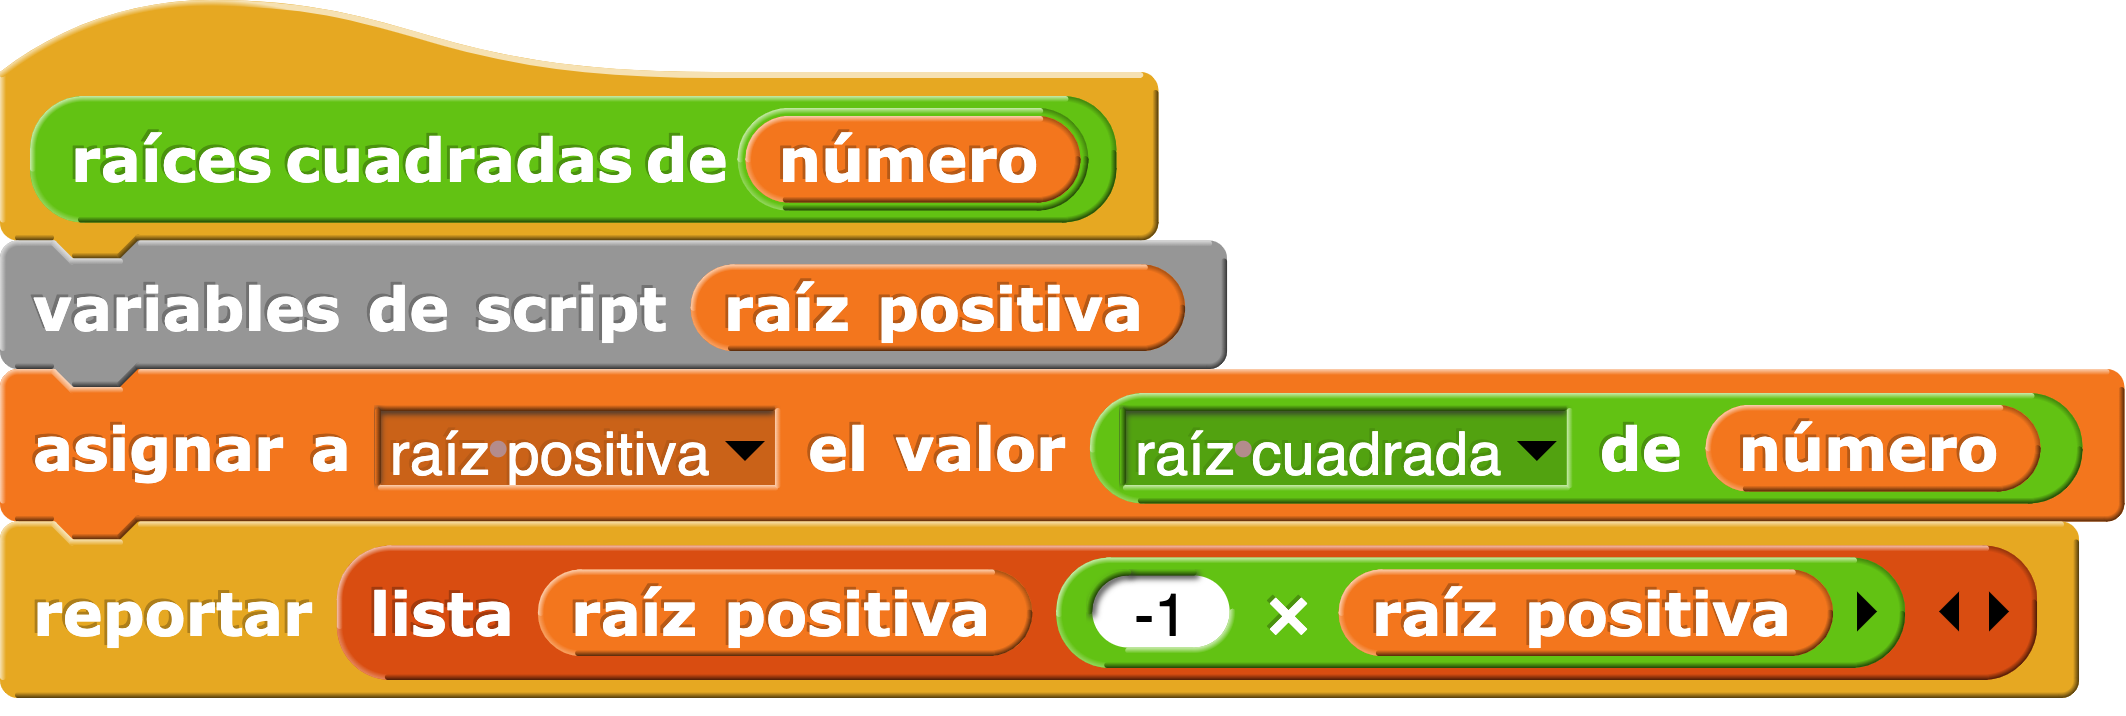 raíces cuadradas de número
variables de script raíz positiva
asignar a raíz positiva el valor raíz cuadrada de número
reportar lista raíz positiva -1 × raíz positiva